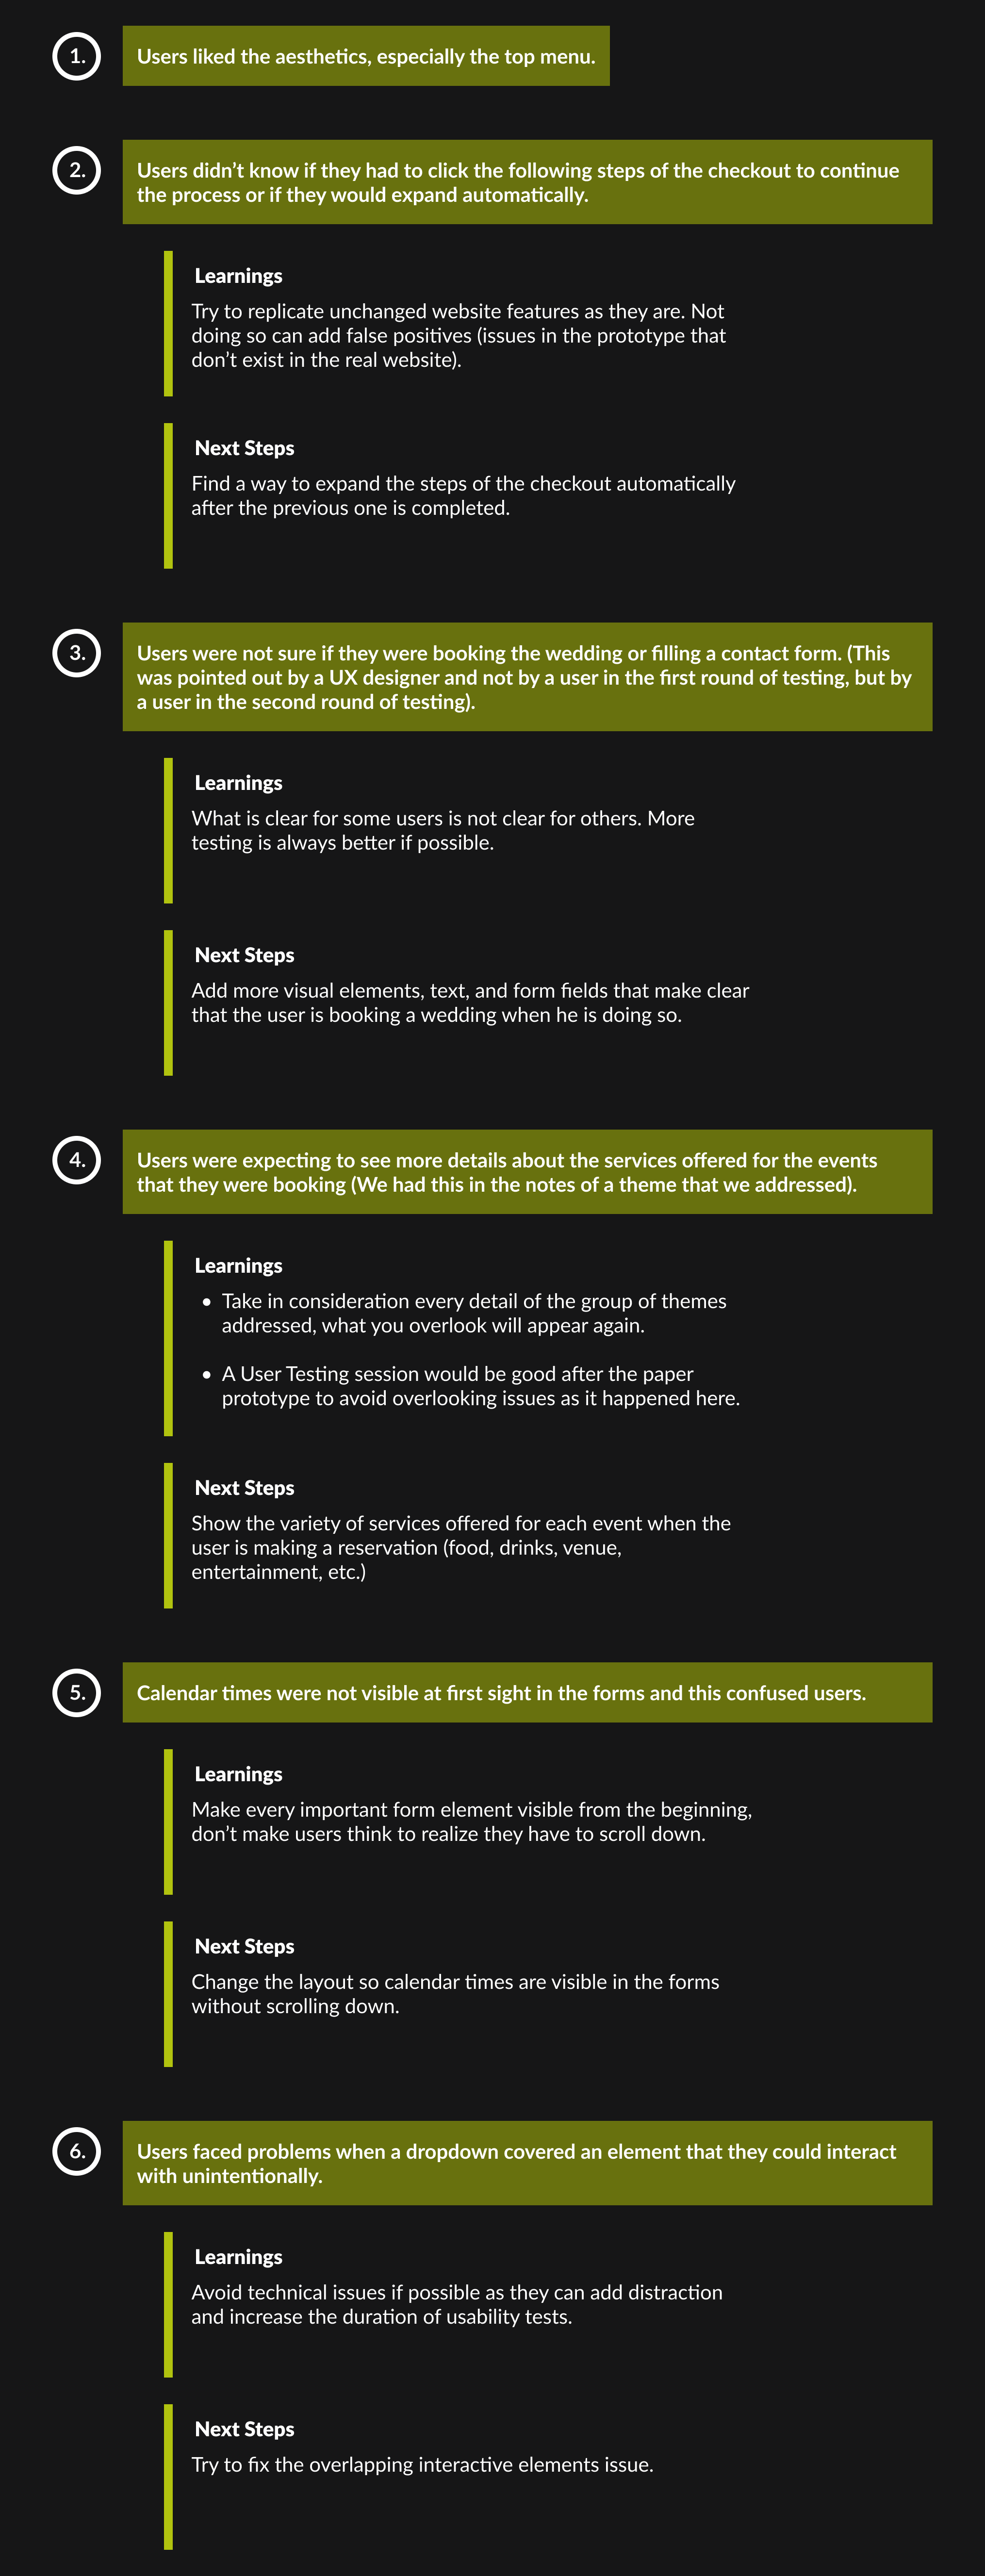 1.
Users liked the aesthetics, especially the top menu.
2.
Users didn’t know if they had to click the following steps of the checkout to continue
the process or if they would expand automatically.
Learnings
Try to replicate unchanged website features as they are. Not
doing so can add false positives (issues in the prototype that
don’t exist in the real website).
Next Steps
Find a way to expand the steps of the checkout automatically
after the previous one is completed.
3.
Users were not sure if they were booking the wedding or filling a contact form. (This
was pointed out by a UX designer and not by a user in the first round of testing, but by
a user in the second round of testing).
Learnings
What is clear for some users is not clear for others. More
testing is always better if possible.
Next Steps
Add more visual elements, text, and form fields that make clear
that the user is booking a wedding when he is doing so.
4.
Users were expecting to see more details about the services offered for the events
that they were booking (We had this in the notes of a theme that we addressed).
Learnings
• Take in consideration every detail of the group of themes
addressed, what you overlook will appear again.
• A User Testing session would be good after the paper
prototype to avoid overlooking issues as it happened here.
Next Steps
Show the variety of services offered for each event when the
user is making a reservation (food, drinks, venue,
entertainment, etc.)
5.
Calendar times were not visible at first sight in the forms and this confused users.
Learnings
Make every important form element visible from the beginning,
don’t make users think to realize they have to scroll down.
Next Steps
Change the layout so calendar times are visible in the forms
without scrolling down.
6.
Users faced problems when a dropdown covered an element that they could interact
with unintentionally.
Learnings
Avoid technical issues if possible as they can add distraction
and increase the duration of usability tests.
Next Steps
Try to fix the overlapping interactive elements issue.